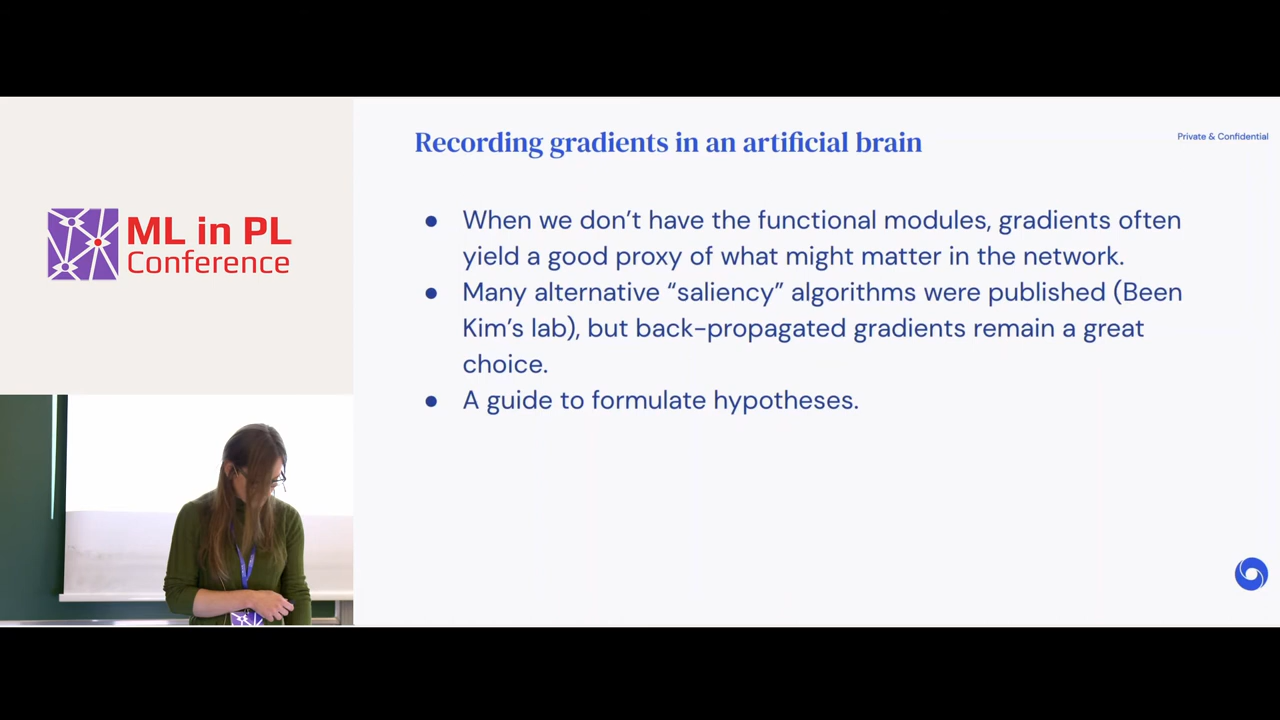 ML in PL
Conference
Recording gradients in an artificial brain
Private & Confidential
● When we don’t have the functional modules, gradients often
yield a good proxy of what might matter in the network.
● Many alternative “saliency” algorithms were published (Been
Kim’s lab), but back-propagated gradients remain a great
choice.
● A guide to formulate hypotheses.